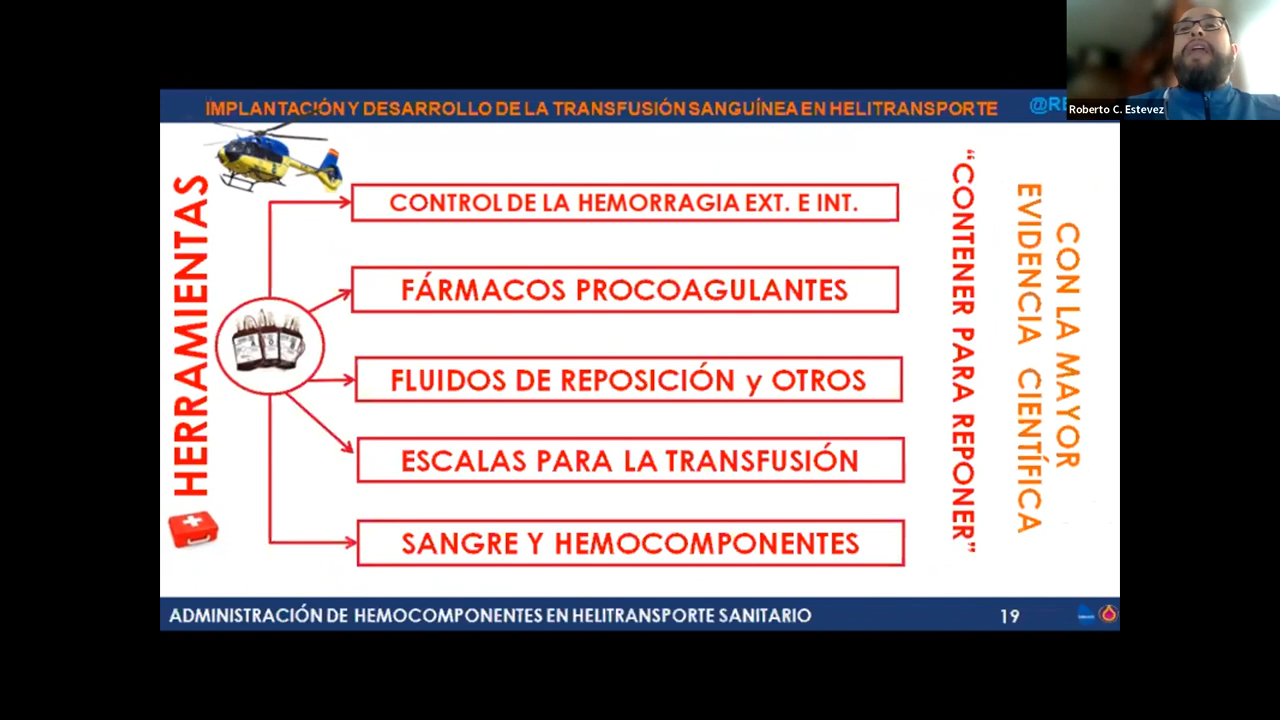 IMPLANTACIÓN Y DESARROLLO DE LA TRANSFUSIÓN SANGUÍNEA EN HELITRANSPORTE
Roberto C. Estevez
HERRAMIENTAS
CONTROL DE LA HEMORRAGIA EXT. E INT.
FÁRMACOS PROCOAGULANTES
FLUIDOS DE REPOSICIÓN y OTROS
ESCALAS PARA LA TRANSFUSIÓN
SANGRE Y HEMOCOMPONENTES
“CONTENER PARA REPONER”
CON LA MAYOR
EVIDENCIA CIENTÍFICA
ADMINISTRACIÓN DE HEMOCOMPONENTES EN HELITRANSPORTE SANITARIO
19